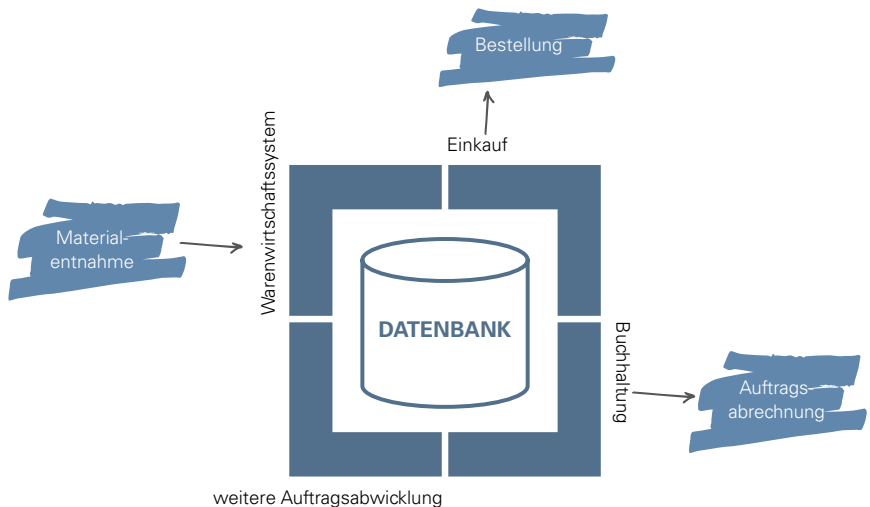 Bestellung
Einkauf
Warenwirtschaftssystem
Material-
entnahme
DATENBANK
Buchhaltung
Auftrags-
abrechnung
weitere Auftragsabwicklung